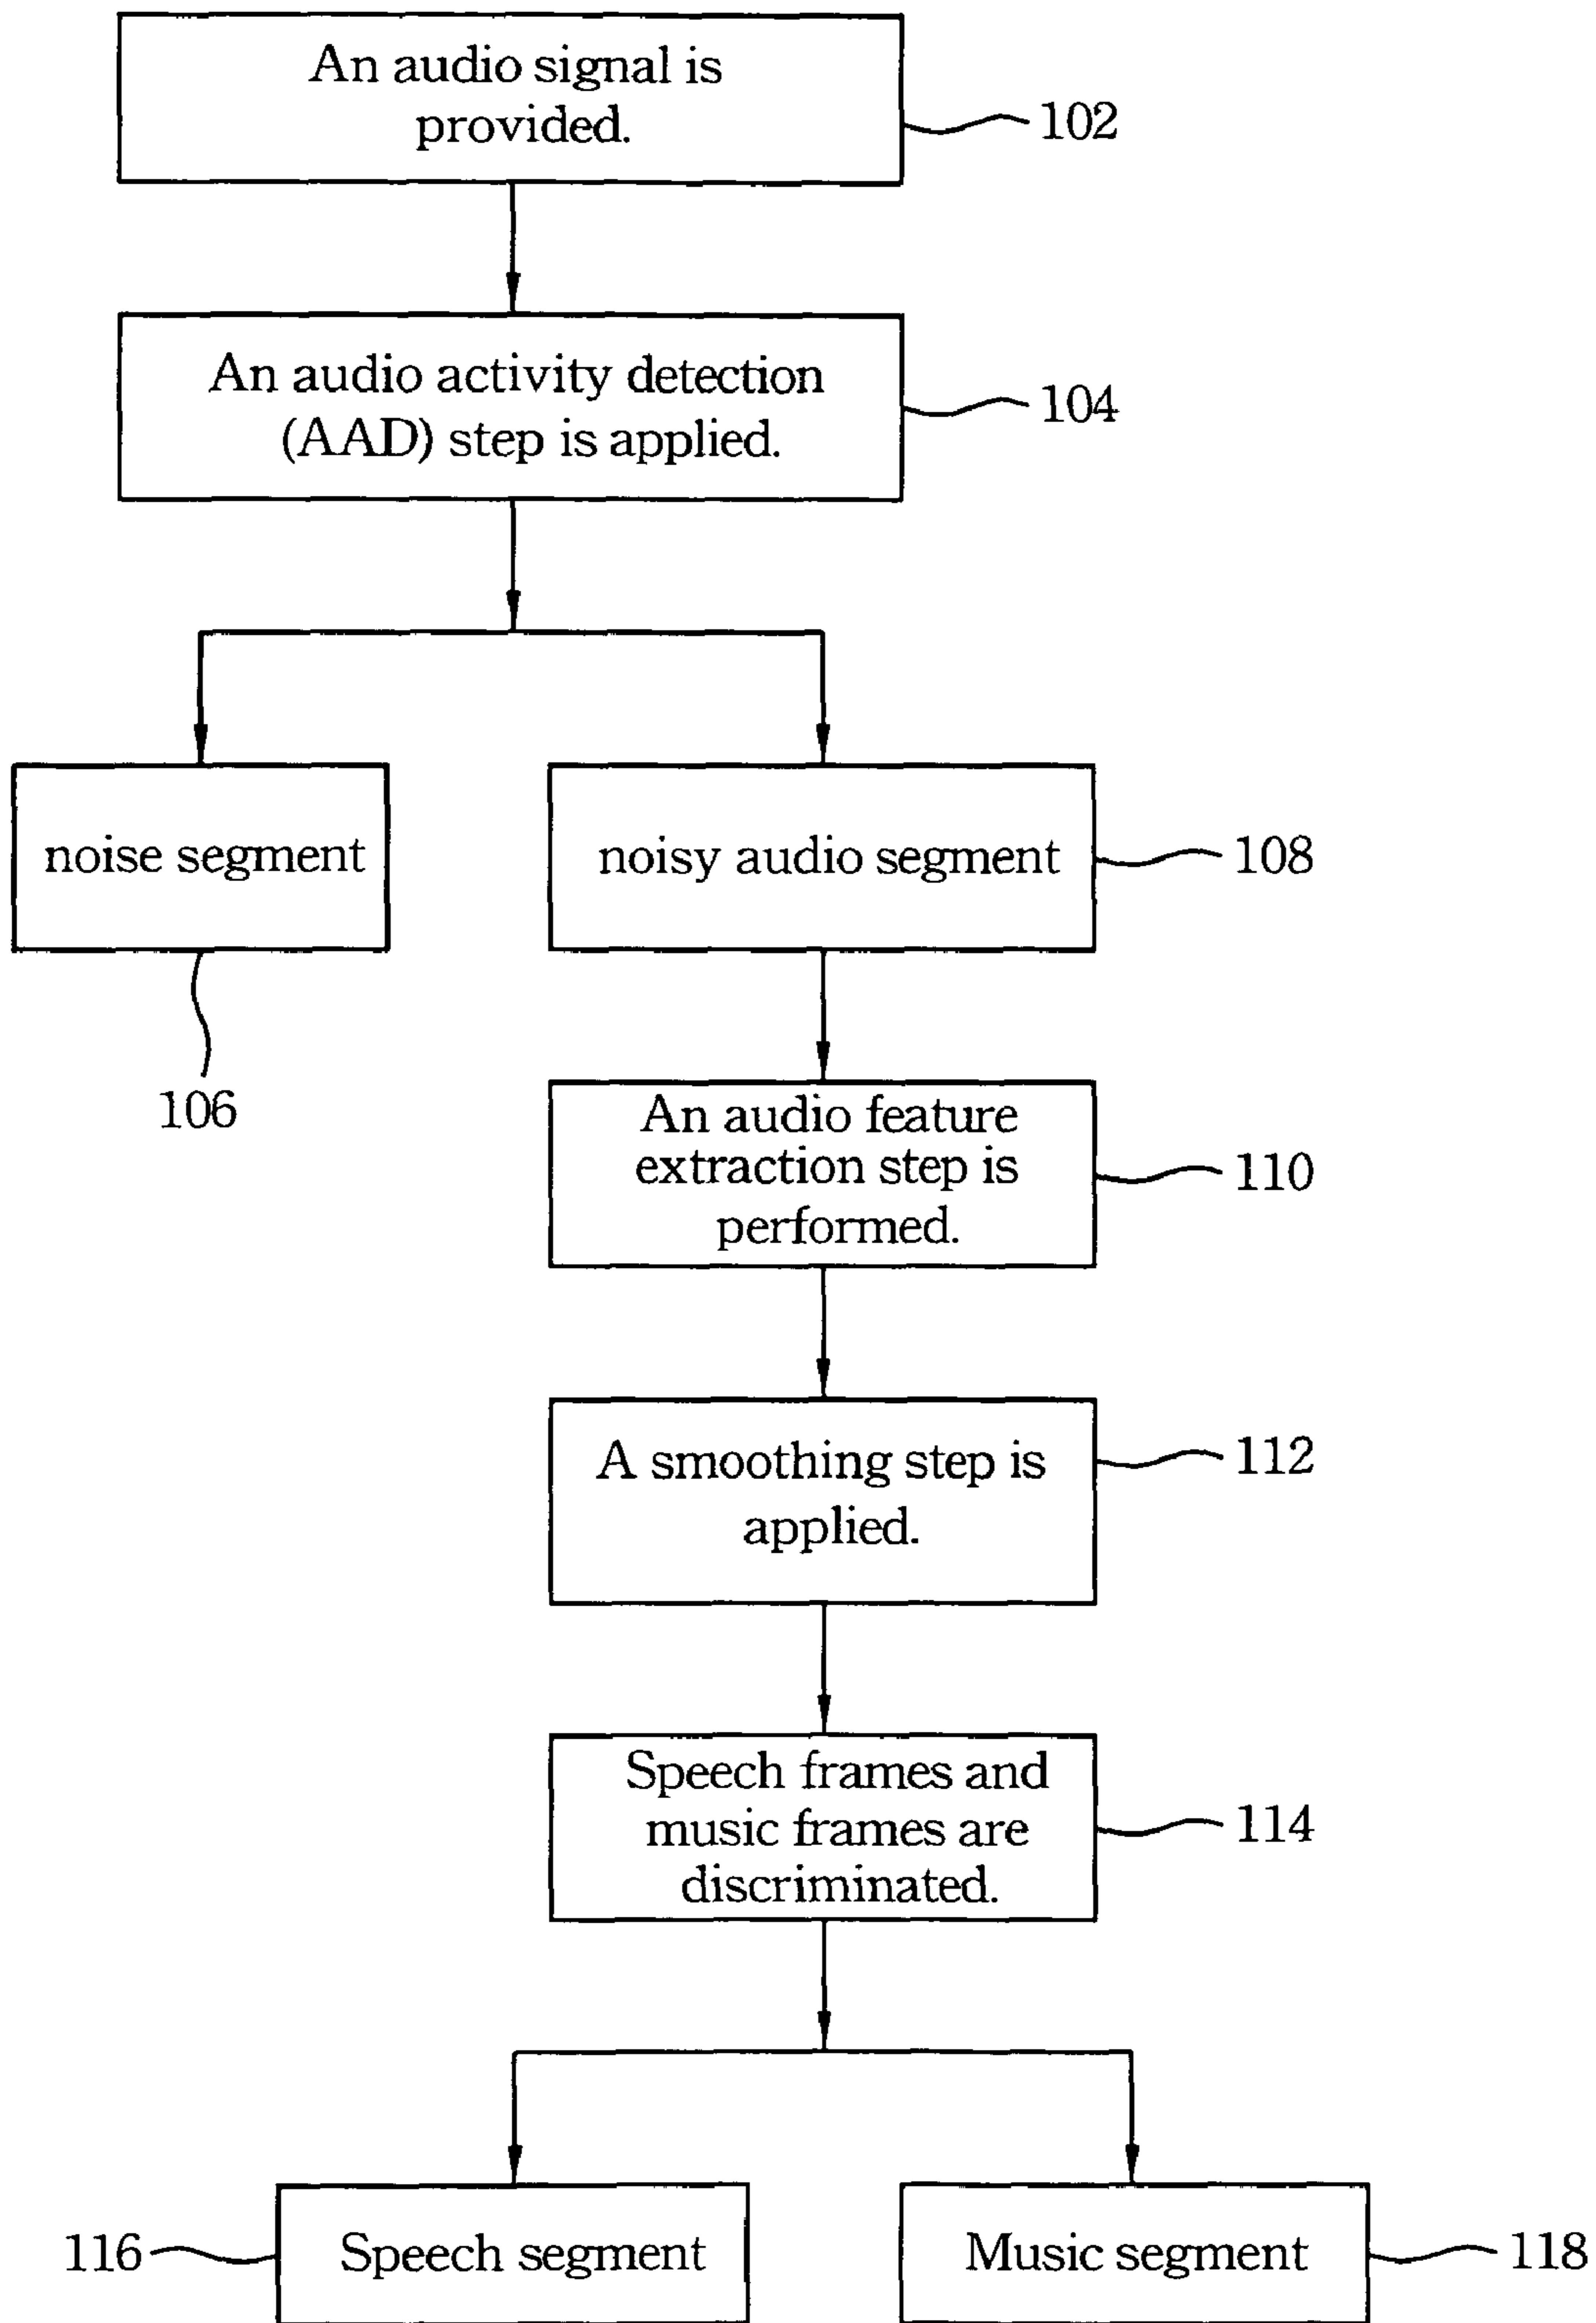 An audio signal is
provided.
102
An audio activity detection
(AAD) step is applied.
104
noise segment
106
noisy audio segment
108
An audio feature
extraction step is
performed.
110
A smoothing step is
applied.
112
Speech frames and
music frames are
discriminated.
114
116
Speech segment
Music segment
118